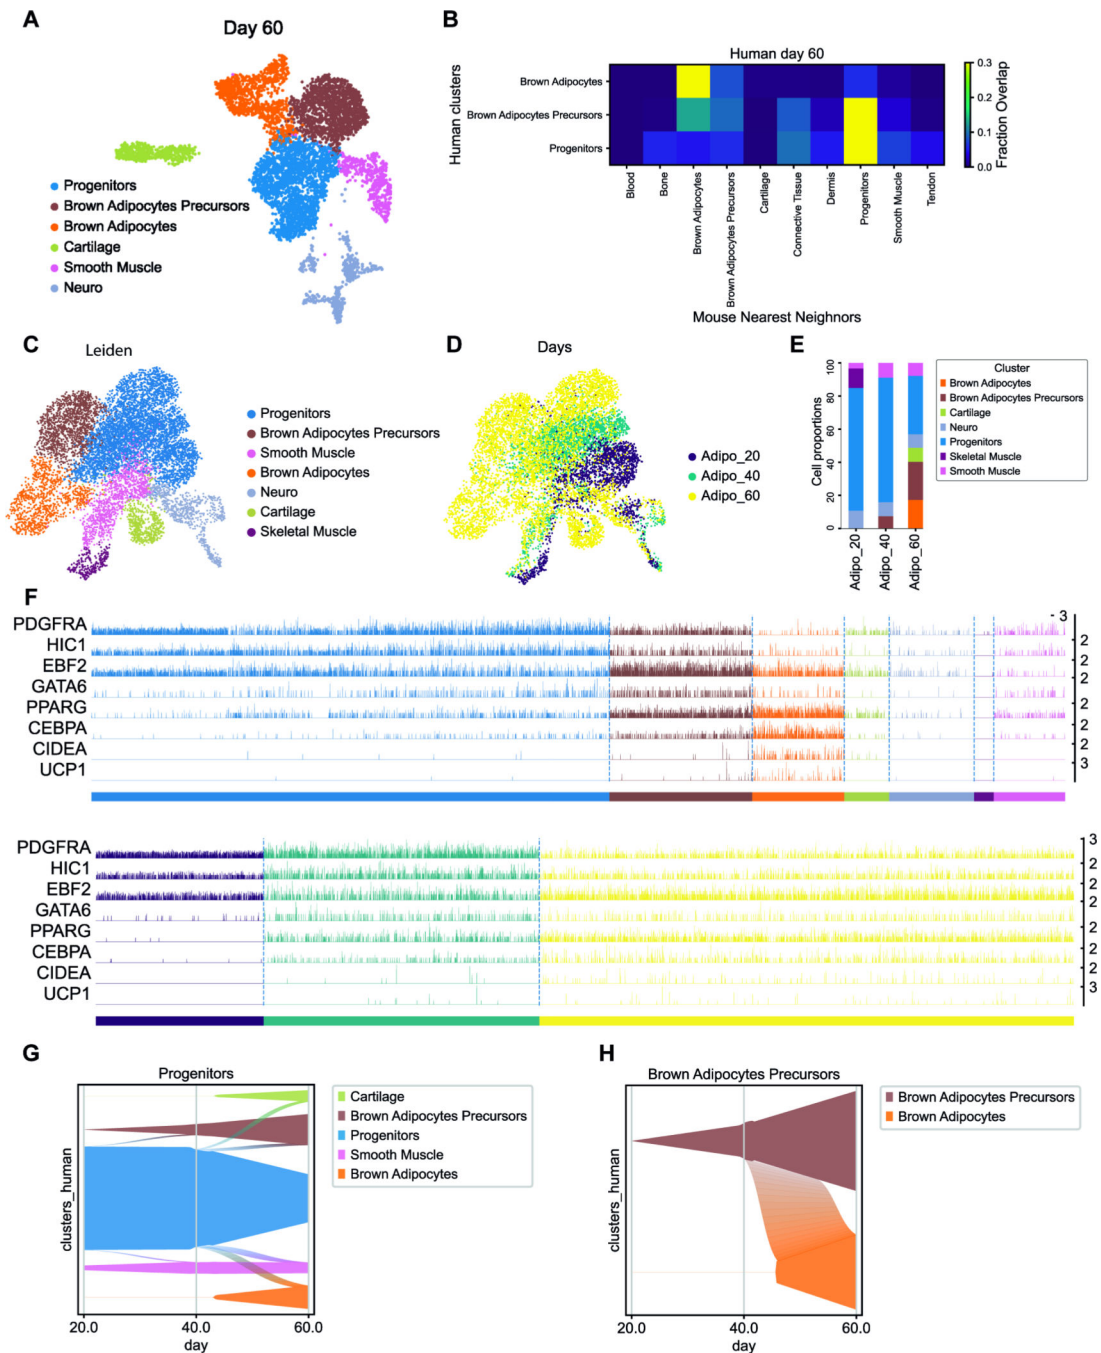 A
Day 60
Progenitors
Brown Adipocytes Precursors
Brown Adipocytes
Cartilage
Smooth Muscle
Neuro
B
Human day 60
Human clusters
Brown Adipocytes
Brown Adipocytes Precursors
Progenitors
Blood
Bone
Brown Adipocytes
Brown Adipocytes Precursors
Cartilage
Connective Tissue
Dermis
Progenitors
Smooth Muscle
Tendon
Mouse Nearest Neighnors
0.3
0.2
0.1
0.0
Fraction Overlap
C
Leiden
Progenitors
Brown Adipocytes Precursors
Smooth Muscle
Brown Adipocytes
Neuro
Cartilage
Skeletal Muscle
D
Days
Adipo_20
Adipo_40
Adipo_60
E
Cell proportions
100
80
60
40
20
0
Adipo_20
Adipo_40
Adipo_60
Cluster
Brown Adipocytes
Brown Adipocytes Precursors
Cartilage
Neuro
Progenitors
Skeletal Muscle
Smooth Muscle
F
PDGFRA
HIC1
EBF2
GATA6
PPARG
CEBPA
CIDEA
UCP1
3
2
2
2
2
2
2
3
PDGFRA
HIC1
EBF2
GATA6
PPARG
CEBPA
CIDEA
UCP1
3
2
2
2
2
2
2
3
G
Progenitors
clusters_human
20.0
40.0
60.0
day
Cartilage
Brown Adipocytes Precursors
Progenitors
Smooth Muscle
Brown Adipocytes
H
Brown Adipocytes Precursors
clusters_human
20.0
40.0
60.0
day
Brown Adipocytes Precursors
Brown Adipocytes